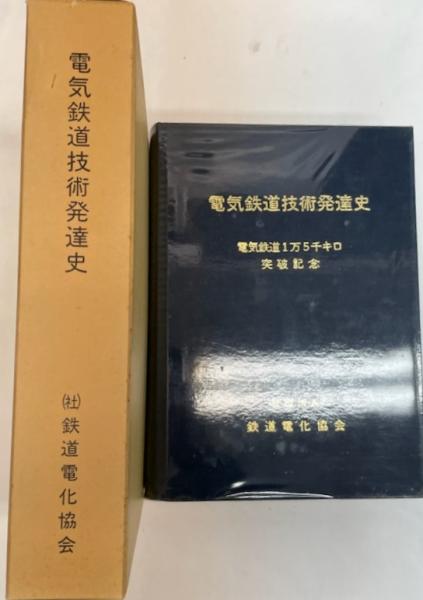 電気鉄道技術発達史
(社)鉄道電化協会
電気鉄道技術発達史
電気鉄道1万5千キロ
突破記念
鉄道電化協会